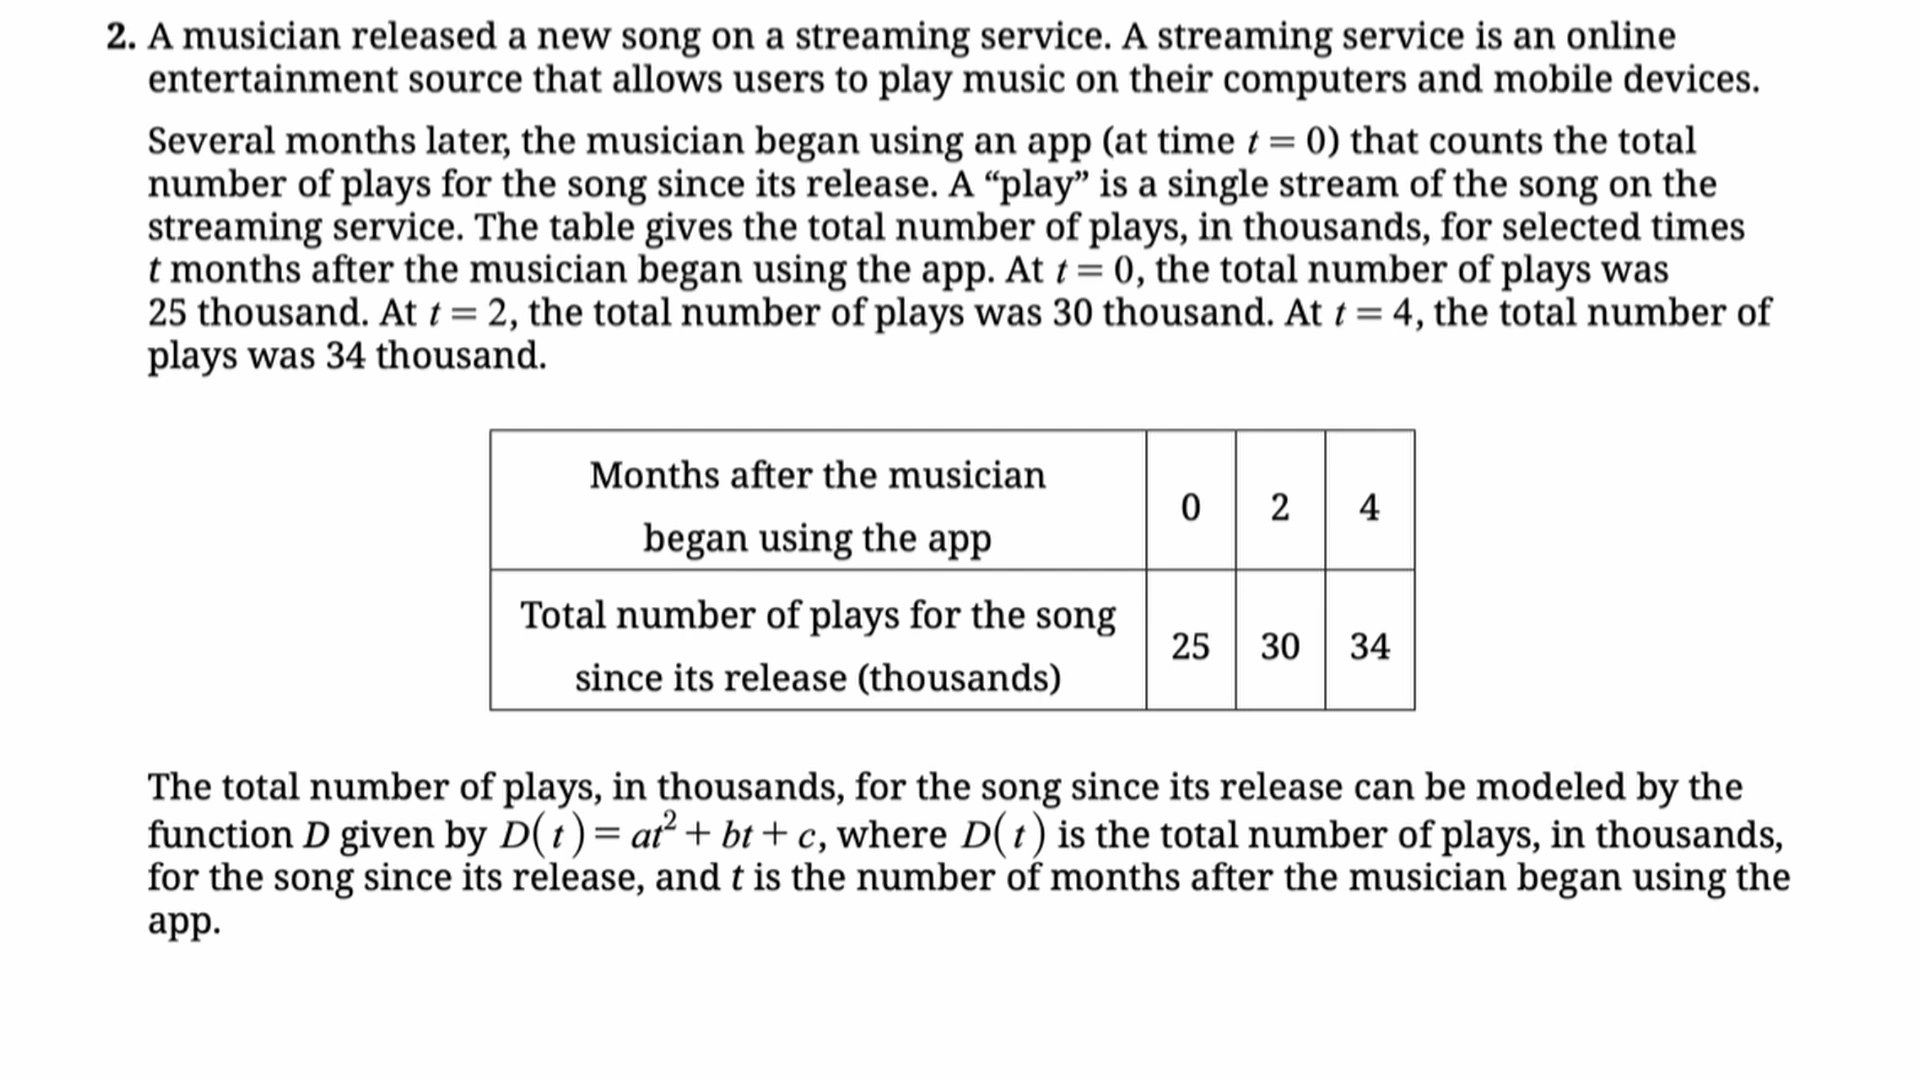 2. A musician released a new song on a streaming service. A streaming service is an online
entertainment source that allows users to play music on their computers and mobile devices.
Several months later, the musician began using an app (at time t = 0) that counts the total
number of plays for the song since its release. A “play” is a single stream of the song on the
streaming service. The table gives the total number of plays, in thousands, for selected times
t months after the musician began using the app. At t = 0, the total number of plays was
25 thousand. At t = 2, the total number of plays was 30 thousand. At t = 4, the total number of
plays was 34 thousand.
Months after the musician
began using the app
0 2 4
Total number of plays for the song
since its release (thousands)
25 30 34
The total number of plays, in thousands, for the song since its release can be modeled by the
function D given by D(t) = at² + bt + c, where D(t) is the total number of plays, in thousands,
for the song since its release, and t is the number of months after the musician began using the
app.